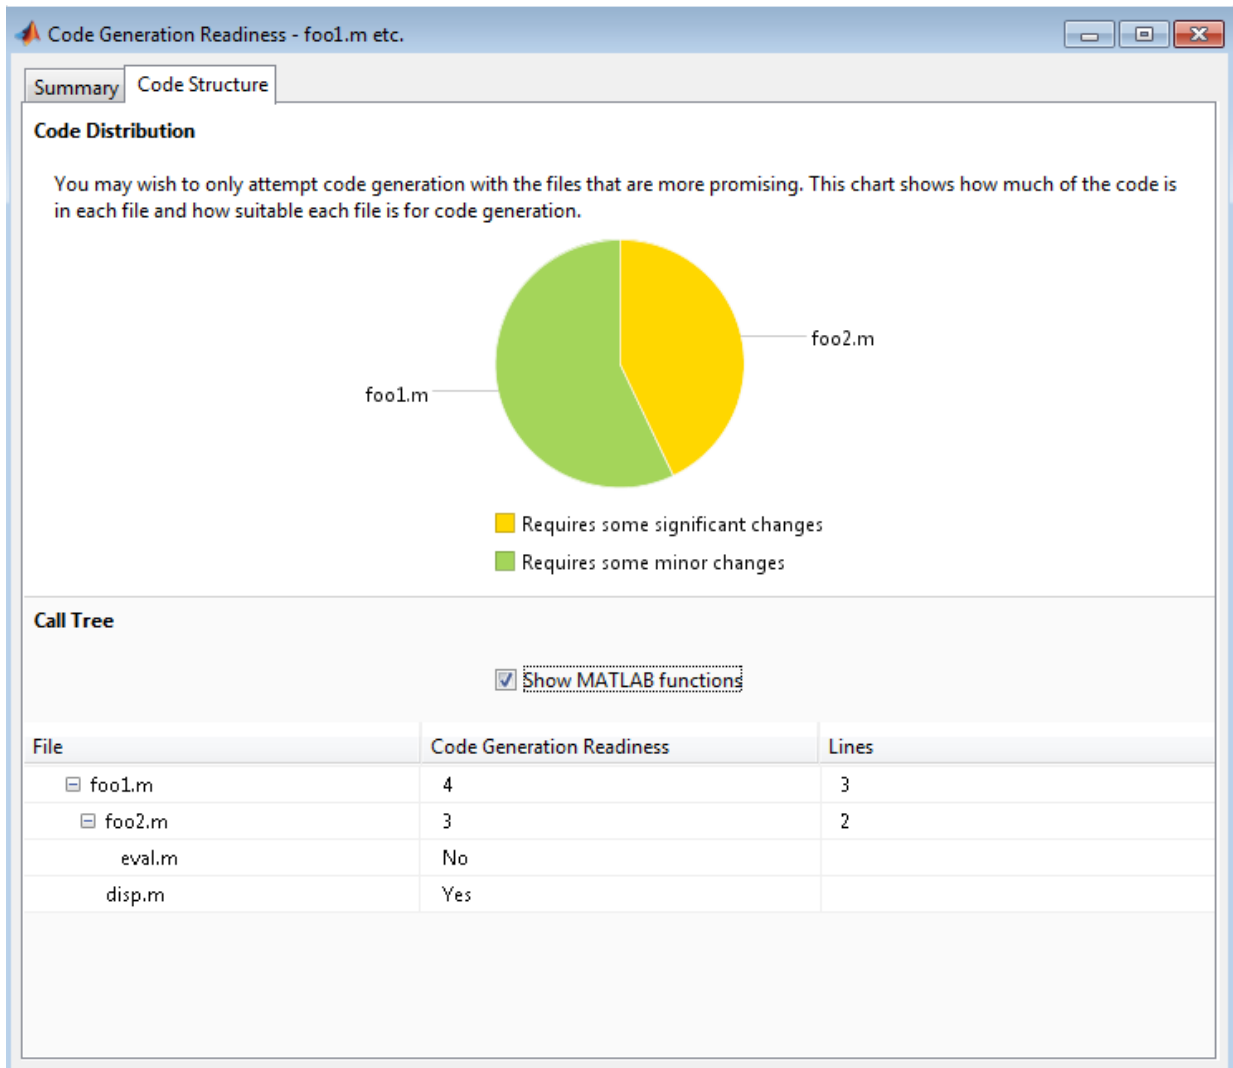 Code Generation Readiness - foo1.m etc.
Summary
Code Structure
Code Distribution
You may wish to only attempt code generation with the files that are more promising. This chart shows how much of the code is
in each file and how suitable each file is for code generation.
foo2.m
foo1.m
Requires some significant changes
Requires some minor changes
Call Tree
Show MATLAB functions
File Code Generation Readiness Lines
foo1.m 4 3
foo2.m 3 2
eval.m No
disp.m Yes